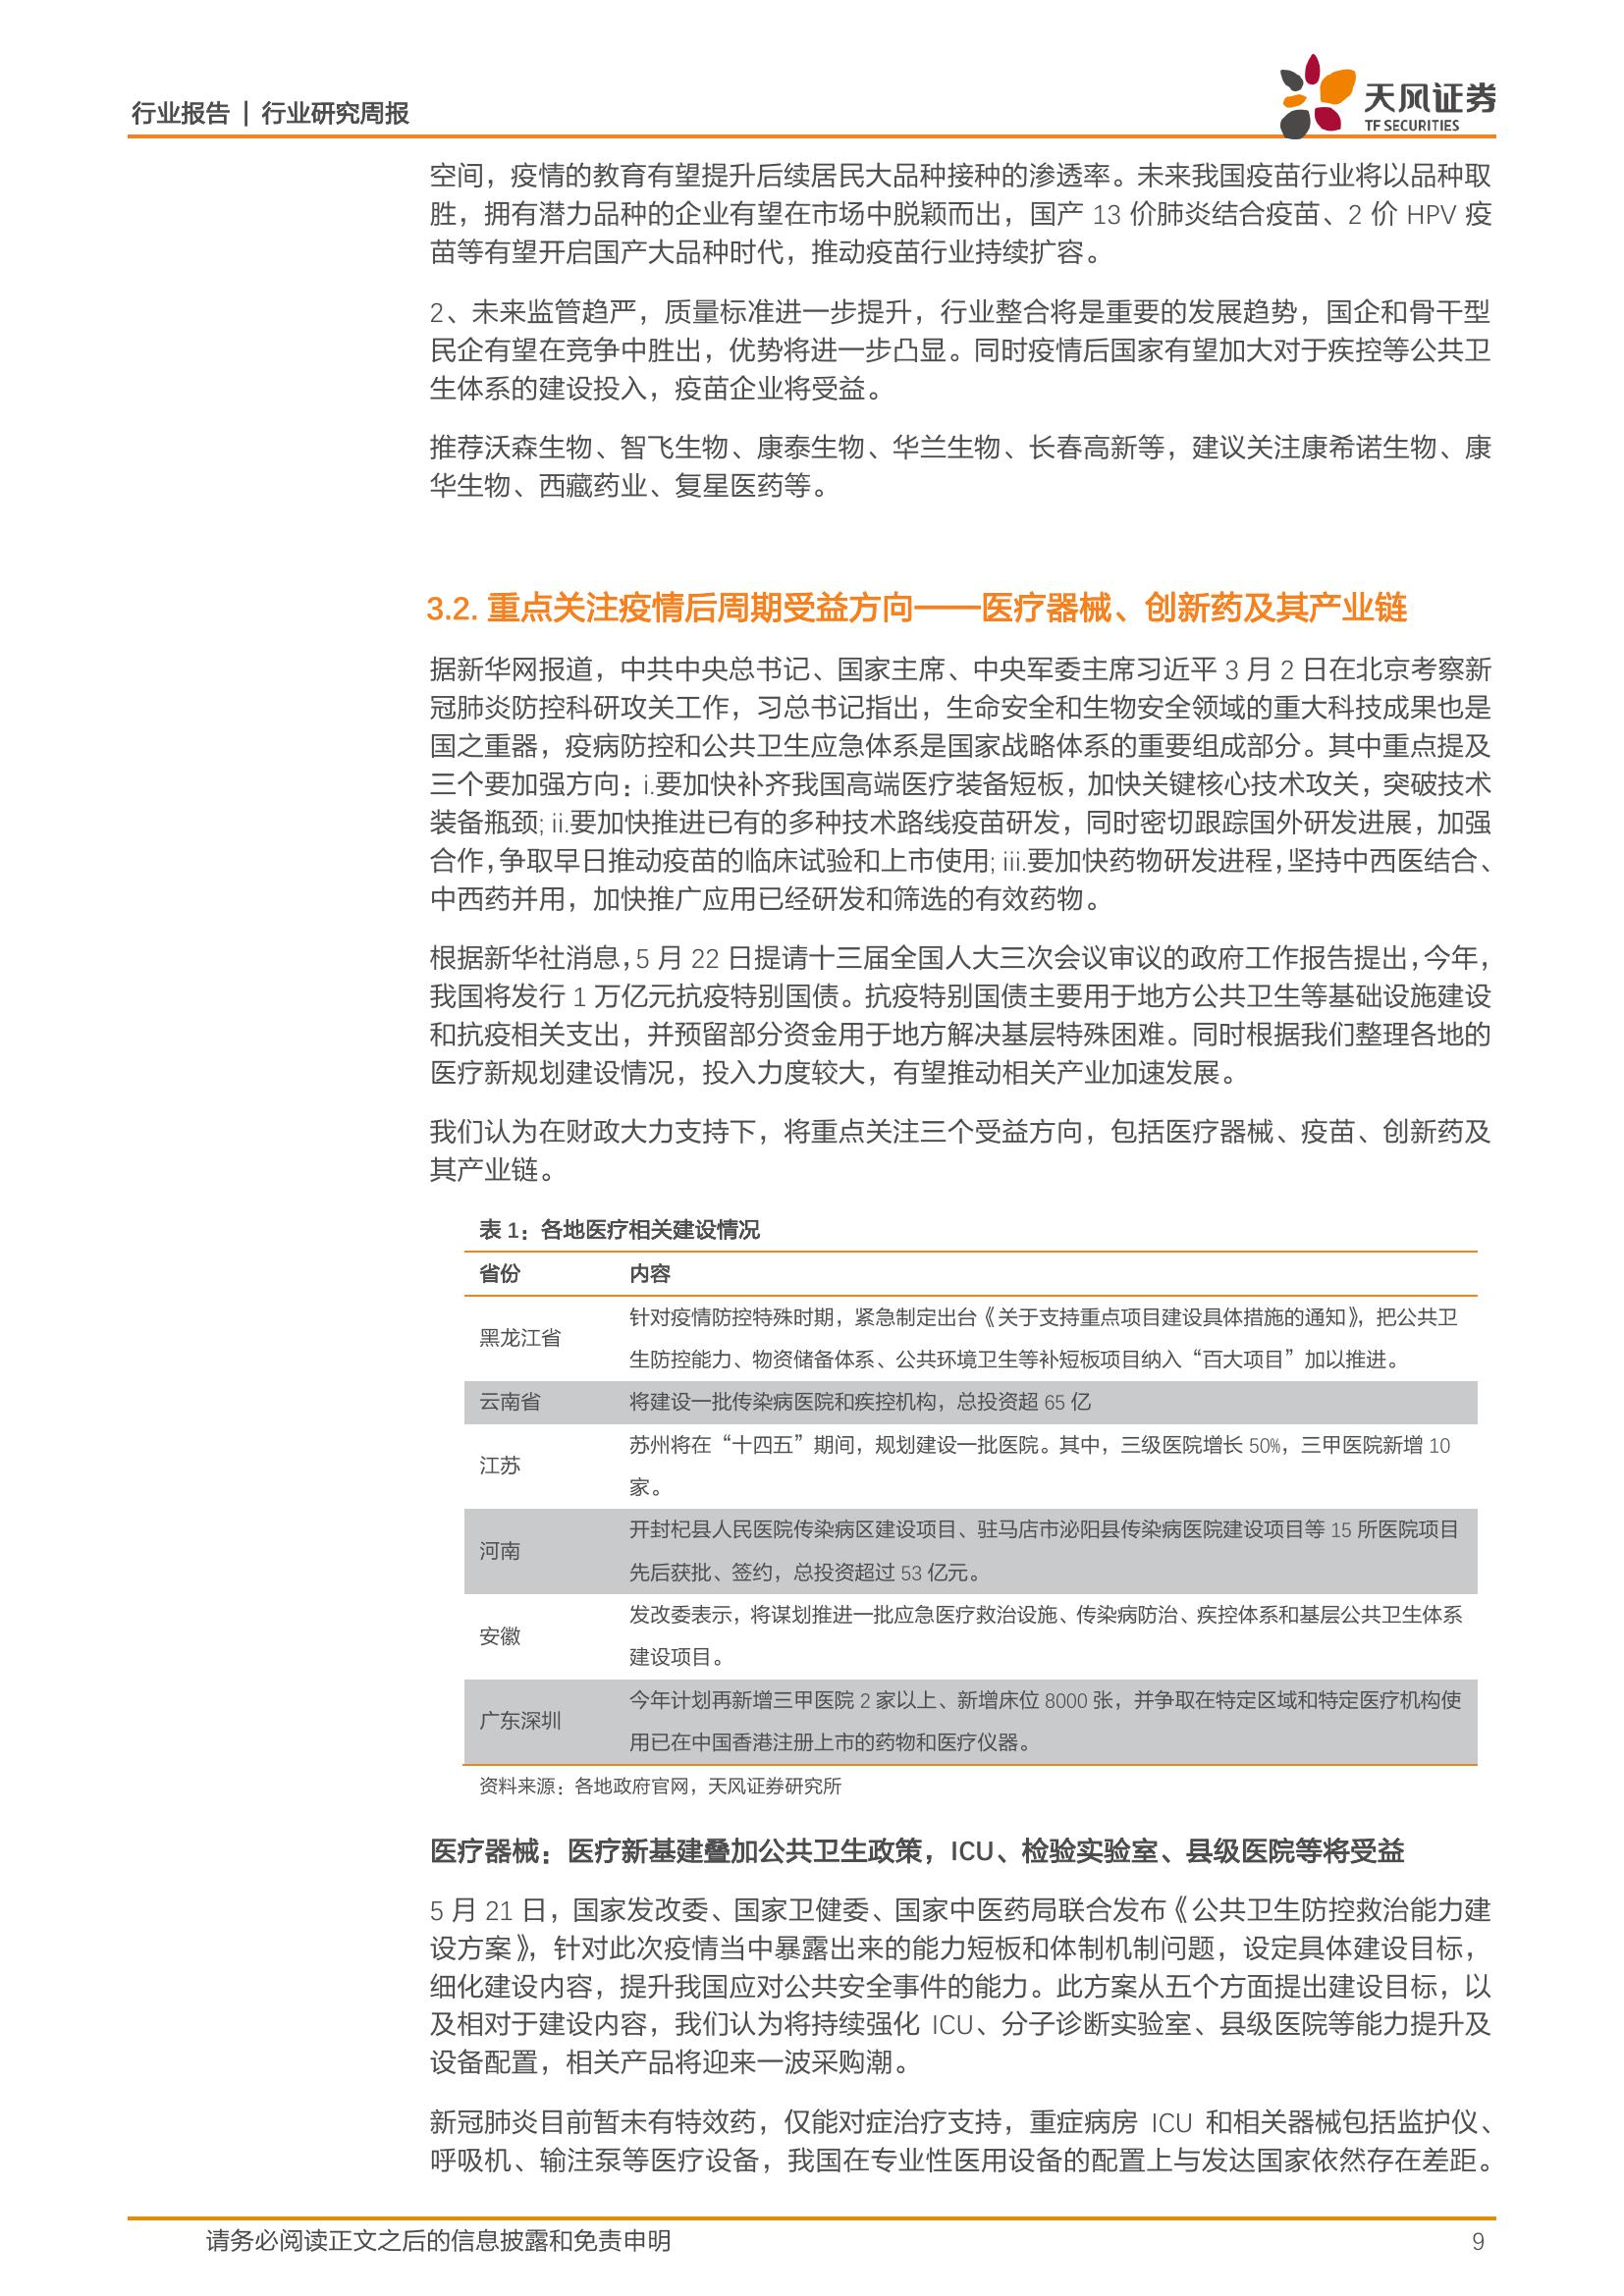 行业报告 | 行业研究周报
天风证券
TF SECURITIES
空间，疫情的教育有望提升后续居民大品种接种的渗透率。未来我国疫苗行业将以品种取
胜，拥有潜力品种的企业有望在市场中脱颖而出，国产 13 价肺炎结合疫苗、2 价 HPV 疫
苗等有望开启国产大品种时代，推动疫苗行业持续扩容。
2、未来监管趋严，质量标准进一步提升，行业整合将是重要的发展趋势，国企和骨干型
民企有望在竞争中胜出，优势将进一步凸显。同时疫情后国家有望加大对于疾控等公共卫
生体系的建设投入，疫苗企业将受益。
推荐沃森生物、智飞生物、康泰生物、华兰生物、长春高新等，建议关注康希诺生物、康
华生物、西藏药业、复星医药等。
3.2. 重点关注疫情后周期受益方向——医疗器械、创新药及其产业链
据新华网报道，中共中央总书记、国家主席、中央军委主席习近平 3 月 2 日在北京考察新
冠肺炎防控科研攻关工作，习总书记指出，生命安全和生物安全领域的重大科技成果也是
国之重器，疫病防控和公共卫生应急体系是国家战略体系的重要组成部分。其中重点提及
三个要加强方向：i.要加快补齐我国高端医疗装备短板，加快关键核心技术攻关，突破技术
装备瓶颈; ii.要加快推进已有的多种技术路线疫苗研发，同时密切跟踪国外研发进展，加强
合作，争取早日推动疫苗的临床试验和上市使用; iii.要加快药物研发进程，坚持中西医结合、
中西药并用，加快推广应用已经研发和筛选的有效药物。
根据新华社消息，5 月 22 日提请十三届全国人大三次会议审议的政府工作报告提出，今年，
我国将发行 1 万亿元抗疫特别国债。抗疫特别国债主要用于地方公共卫生等基础设施建设
和抗疫相关支出，并预留部分资金用于地方解决基层特殊困难。同时根据我们整理各地的
医疗新规划建设情况，投入力度较大，有望推动相关产业加速发展。
我们认为在财政大力支持下，将重点关注三个受益方向，包括医疗器械、疫苗、创新药及
其产业链。
表 1：各地医疗相关建设情况
省份 内容
黑龙江省 针对疫情防控特殊时期，紧急制定出台《关于支持重点项目建设具体措施的通知》，把公共卫
生防控能力、物资储备体系、公共环境卫生等补短板项目纳入“百大项目”加以推进。
云南省 将建设一批传染病医院和疾控机构，总投资超 65 亿
江苏 苏州将在“十四五”期间，规划建设一批医院。其中，三级医院增长 50%，三甲医院新增 10
家。
河南 开封杞县人民医院传染病区建设项目、驻马店市泌阳县传染病医院建设项目等 15 所医院项目
先后获批、签约，总投资超过 53 亿元。
安徽 发改委表示，将谋划推进一批应急医疗救治设施、传染病防治、疾控体系和基层公共卫生体系
建设项目。
广东深圳 今年计划再新增三甲医院 2 家以上、新增床位 8000 张，并争取在特定区域和特定医疗机构使
用已在中国香港注册上市的药物和医疗仪器。
资料来源：各地政府官网，天风证券研究所
医疗器械：医疗新基建叠加公共卫生政策，ICU、检验实验室、县级医院等将受益
5 月 21 日，国家发改委、国家卫健委、国家中医药局联合发布《公共卫生防控救治能力建
设方案》，针对此次疫情当中暴露出来的能力短板和体制机制问题，设定具体建设目标，
细化建设内容，提升我国应对公共安全事件的能力。此方案从五个方面提出建设目标，以
及相对于建设内容，我们认为将持续强化 ICU、分子诊断实验室、县级医院等能力提升及
设备配置，相关产品将迎来一波采购潮。
新冠肺炎目前暂未有特效药，仅能对症治疗支持，重症病房 ICU 和相关器械包括监护仪、
呼吸机、输注泵等医疗设备，我国在专业性医用设备的配置上与发达国家依然存在差距。
请务必阅读正文之后的信息披露和免责申明 9